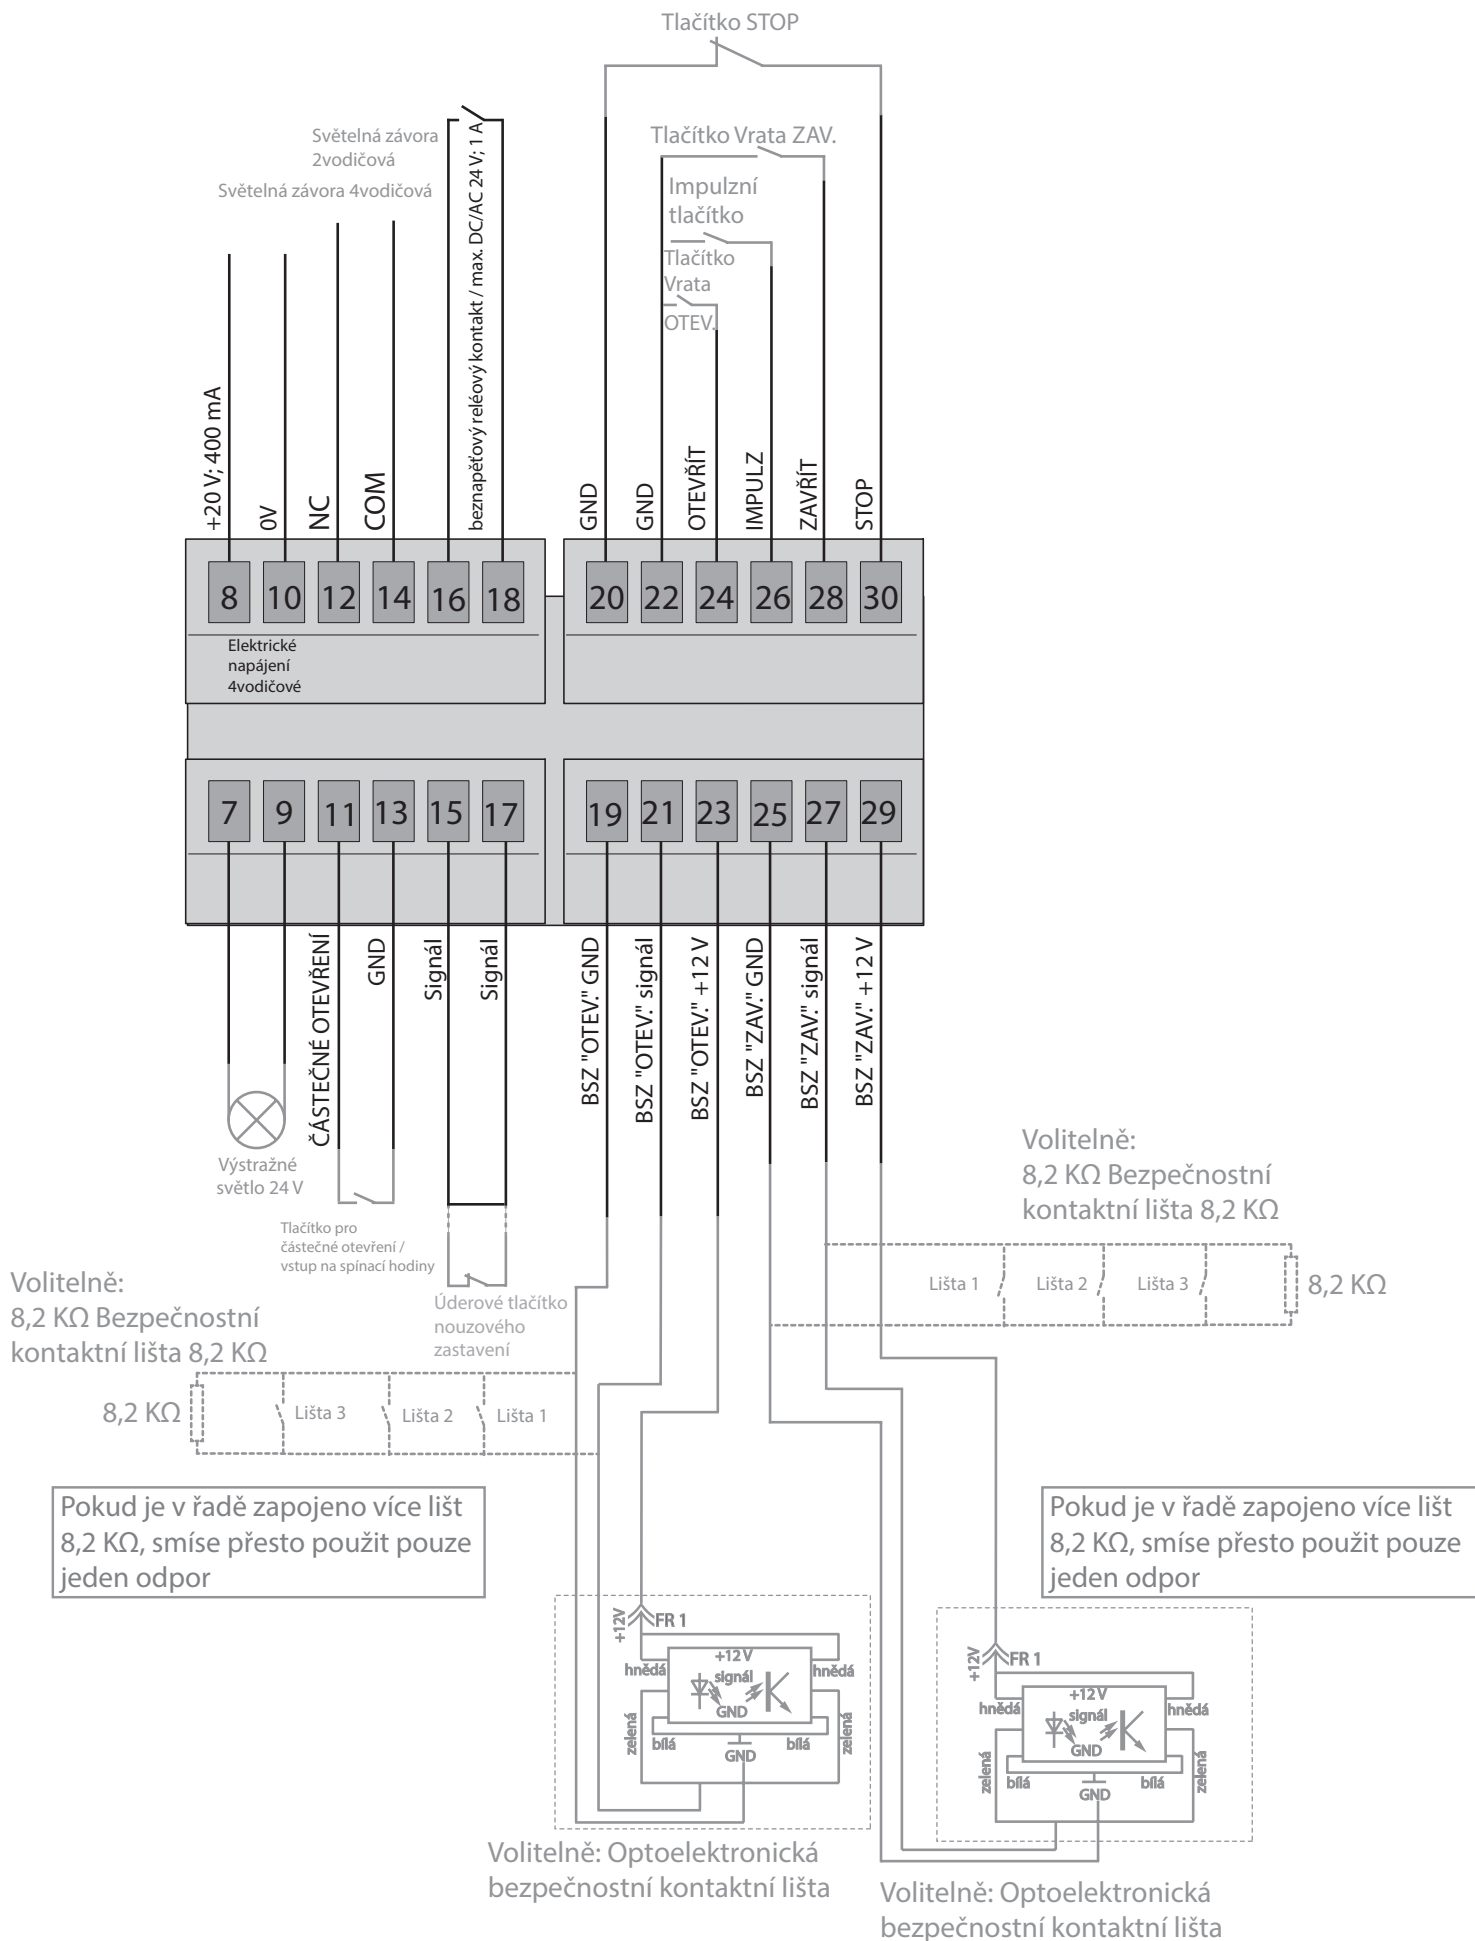 Tlačítko STOP
Světelná závora
2vodičová
Světelná závora 4vodičová
beznapěťový reléový kontakt / max. DC/AC 24 V; 1 A
Tlačítko Vrata ZAV.
Impulzní
tlačítko
Tlačítko
Vrata
OTEV.
+20 V; 400 mA
0V
NC
COM
GND
GND
OTEVŘÍT
IMPULZ
ZAVŘÍT
STOP
8 10 12 14 16 18 20 22 24 26 28 30
Elektrické
napájení
4vodičové
7 9 11 13 15 17 19 21 23 25 27 29
ČÁSTEČNÉ OTEVŘENÍ
GND
Signál
Signál
BSZ "OTEV." GND
BSZ "OTEV." signál
BSZ "OTEV." +12 V
BSZ "ZAV." GND
BSZ "ZAV." signál
BSZ "ZAV." +12 V
Výstražné
světlo 24 V
Tlačítko pro
částečné otevření /
vstup na spínací hodiny
Úderové tlačítko
nouzového
zastavení
Volitelně:
8,2 KΩ Bezpečnostní
kontaktní lišta 8,2 KΩ
Lišta 1 Lišta 2 Lišta 3 8,2 KΩ
Volitelně:
8,2 KΩ Bezpečnostní
kontaktní lišta 8,2 KΩ
8,2 KΩ Lišta 3 Lišta 2 Lišta 1
Pokud je v řadě zapojeno více lišt
8,2 KΩ, smíse přesto použit pouze
jeden odpor
Pokud je v řadě zapojeno více lišt
8,2 KΩ, smíse přesto použit pouze
jeden odpor
+12V
FR 1
+12 V
hnědá signál hnědá
GND
zelená
bílá bílá
zelená
GND
+12V
FR 1
+12 V
hnědá signál hnědá
GND
zelená
bílá bílá
zelená
GND
Volitelně: Optoelektronická
bezpečnostní kontaktní lišta
Volitelně: Optoelektronická
bezpečnostní kontaktní lišta